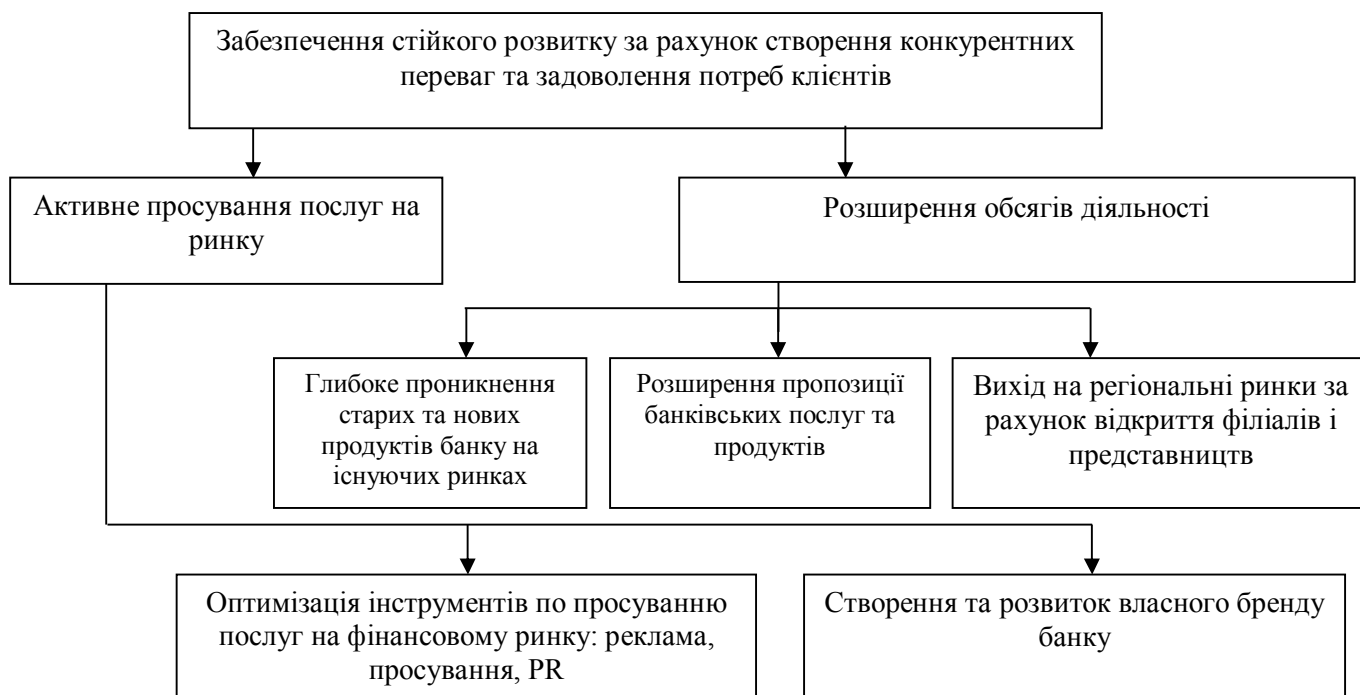 Забезпечення стійкого розвитку за рахунок створення конкурентних
переваг та задоволення потреб клієнтів
Активне просування послуг на
ринку
Розширення обсягів діяльності
Глибоке проникнення
старих та нових
продуктів банку на
існуючих ринках
Розширення пропозиції
банківських послуг та
продуктів
Вихід на регіональні ринки за
рахунок відкриття філіалів і
представництв
Оптимізація інструментів по просуванню
послуг на фінансовому ринку: реклама,
просування, PR
Створення та розвиток власного бренду
банку